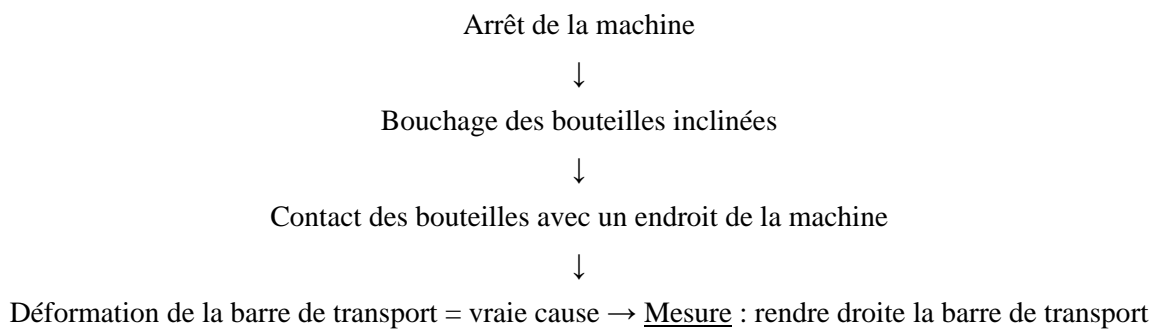 Arrêt de la machine
↓
Bouchage des bouteilles inclinées
↓
Contact des bouteilles avec un endroit de la machine
↓
Déformation de la barre de transport = vraie cause → Mesure : rendre droite la barre de transport